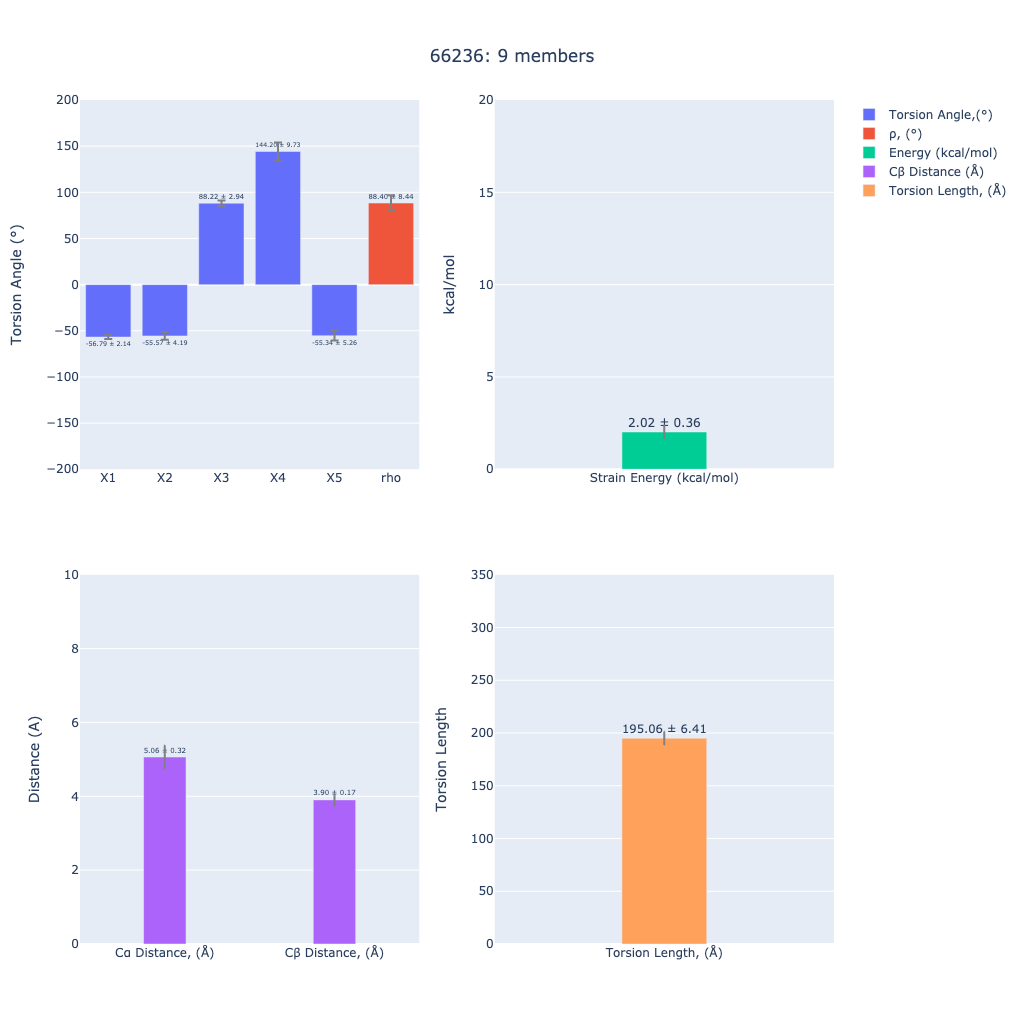 66236: 9 members
Torsion Angle (°)
200
150
100
50
0
−50
−100
−150
−200
-56.79 ± 2.14
-55.57 ± 4.19
88.22 ± 2.94
144.20 ± 9.73
-55.34 ± 5.26
88.40 ± 8.44
X1
X2
X3
X4
X5
rho
kcal/mol
20
15
10
5
0
2.02 ± 0.36
Strain Energy (kcal/mol)
Torsion Angle,(°)
ρ, (°)
Energy (kcal/mol)
Cβ Distance (Å)
Torsion Length, (Å)
Distance (A)
10
8
6
4
2
0
5.06 ± 0.32
3.90 ± 0.17
Cα Distance, (Å)
Cβ Distance, (Å)
Torsion Length
350
300
250
200
150
100
50
0
195.06 ± 6.41
Torsion Length, (Å)